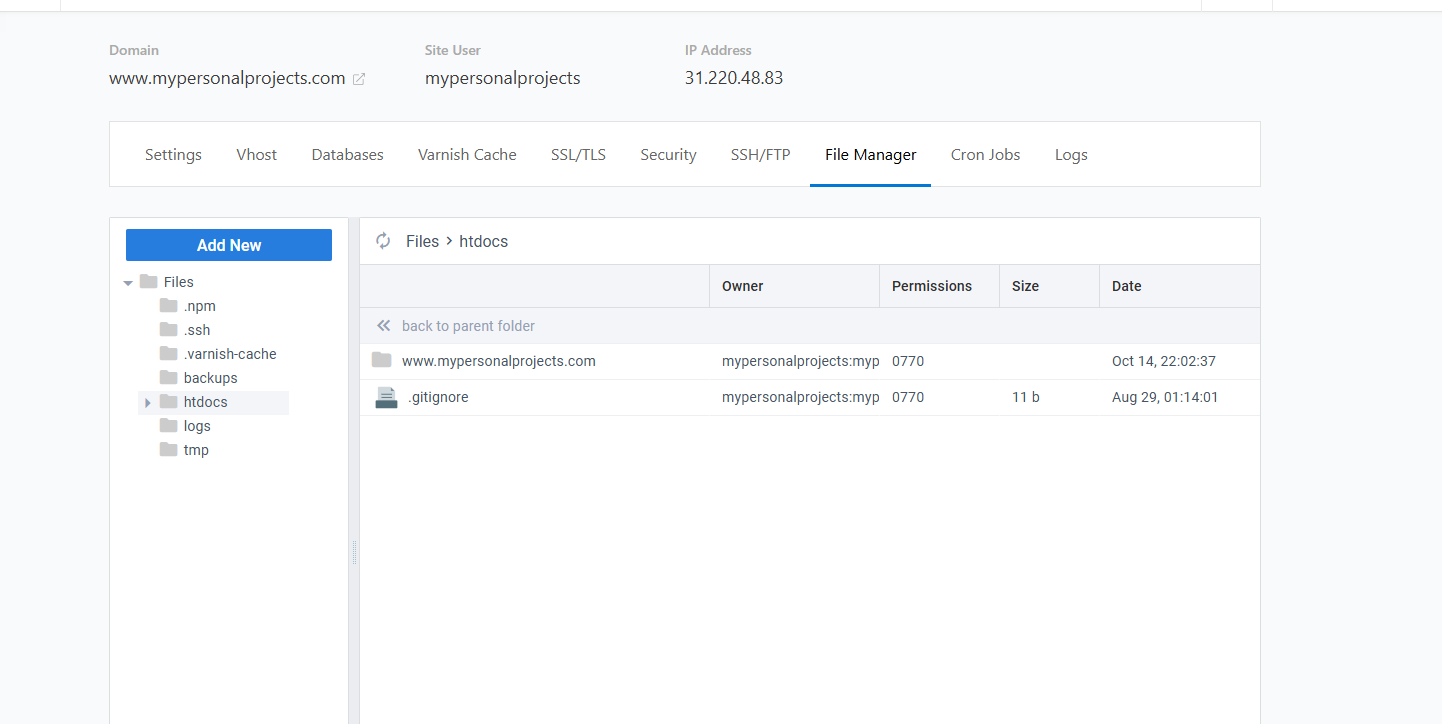 Domain Site User IP Address
www.mypersonalprojects.com mypersonalprojects 31.220.48.83
Settings Vhost Databases Varnish Cache SSL/TLS Security SSH/FTP File Manager Cron Jobs Logs
Add New
Files
.npm
.ssh
.varnish-cache
backups
htdocs
logs
tmp
Files > htdocs
Owner Permissions Size Date
back to parent folder
www.mypersonalprojects.com mypersonalprojects:myp 0770 Oct 14, 22:02:37
.gitignore mypersonalprojects:myp 0770 11 b Aug 29, 01:14:01